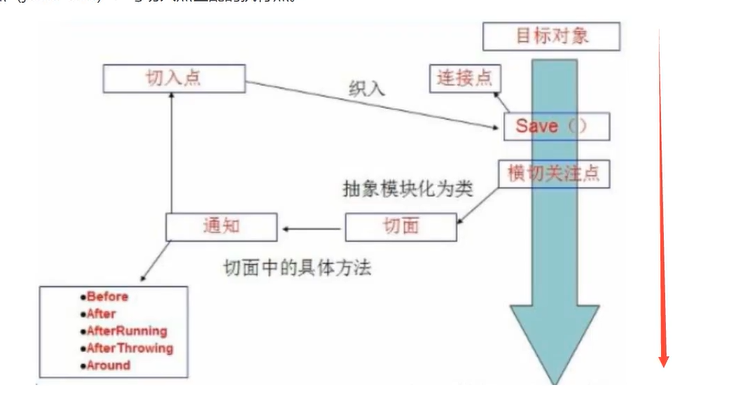 目标对象
切入点
连接点
织入
Save（）
横切关注点
抽象模块化为类
通知
切面
切面中的具体方法
●Before
●After
●AfterRunning
●AfterThrowing
●Around